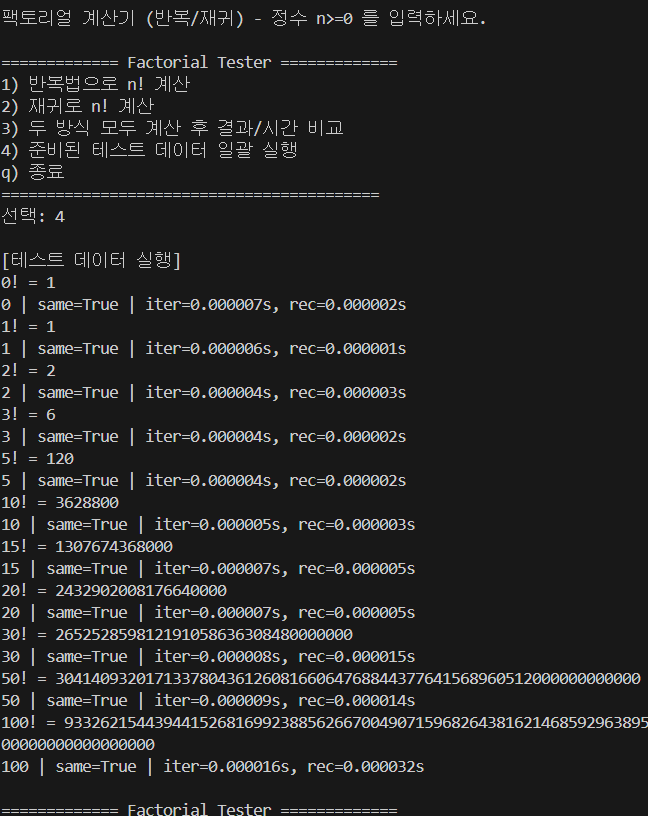 팩토리얼 계산기 (반복/재귀) - 정수 n>=0 를 입력하세요.
============= Factorial Tester =============
1) 반복법으로 n! 계산
2) 재귀로 n! 계산
3) 두 방식 모두 계산 후 결과/시간 비교
4) 준비된 테스트 데이터 일괄 실행
q) 종료
==========================================
선택: 4
[테스트 데이터 실행]
0! = 1
0 | same=True | iter=0.000007s, rec=0.000002s
1! = 1
1 | same=True | iter=0.000006s, rec=0.000001s
2! = 2
2 | same=True | iter=0.000004s, rec=0.000003s
3! = 6
3 | same=True | iter=0.000004s, rec=0.000002s
5! = 120
5 | same=True | iter=0.000004s, rec=0.000002s
10! = 3628800
10 | same=True | iter=0.000005s, rec=0.000003s
15! = 1307674368000
15 | same=True | iter=0.000007s, rec=0.000005s
20! = 2432902008176640000
20 | same=True | iter=0.000007s, rec=0.000005s
30! = 265252859812191058636308480000000
30 | same=True | iter=0.000008s, rec=0.000015s
50! = 30414093201713378043612608166064768844377641568960512000000000000
50 | same=True | iter=0.000009s, rec=0.000014s
100! = 93326215443944152681699238856266700490715968264381621468592963895
00000000000000000
100 | same=True | iter=0.000016s, rec=0.000032s
============= Factorial Tester =============